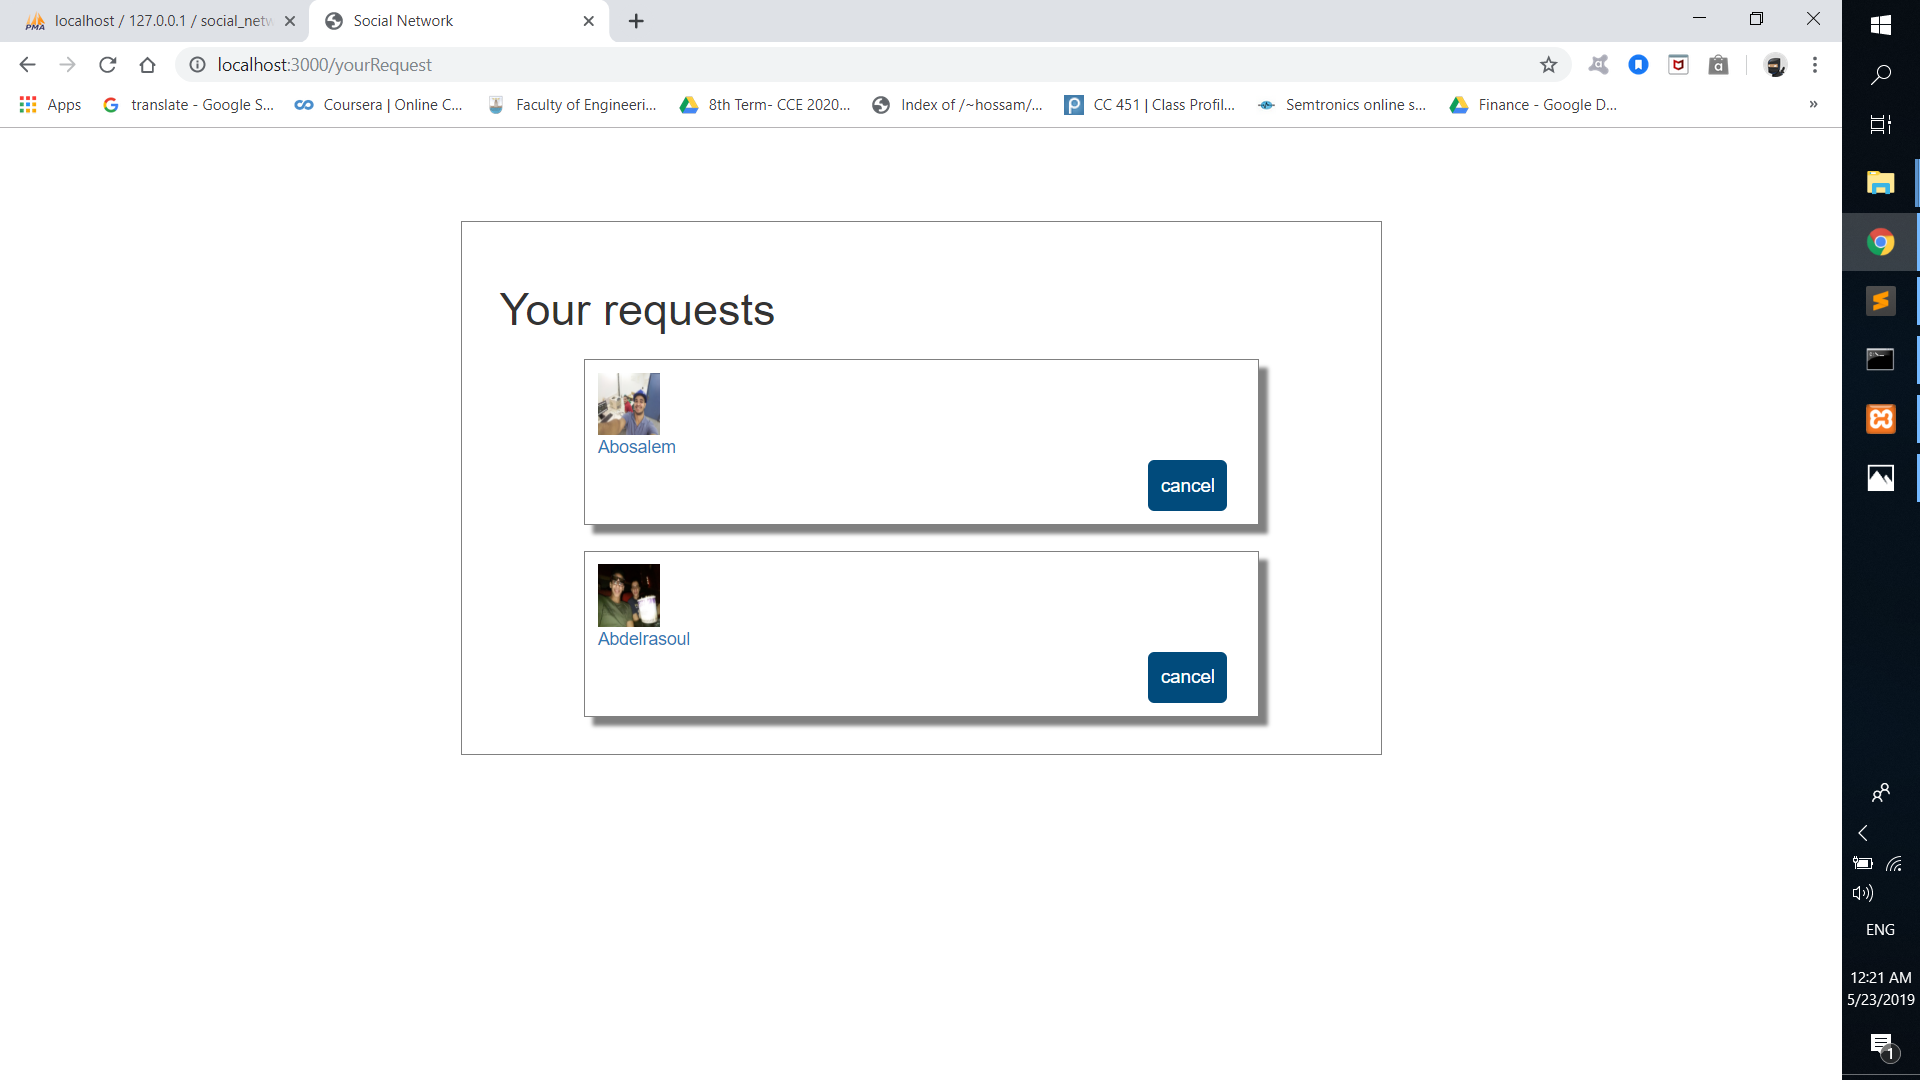 PMA localhost / 127.0.0.1 / social_netw
Social Network
localhost:3000/yourRequest
Apps
translate - Google S...
Coursera | Online C...
Faculty of Engineeri...
8th Term- CCE 2020...
Index of /~hossam/...
CC 451 | Class Profil...
Semtronics online s...
Finance - Google D...
»
Your requests
Abosalem
cancel
Abdelrasoul
cancel
ENG
12:21 AM
5/23/2019
1